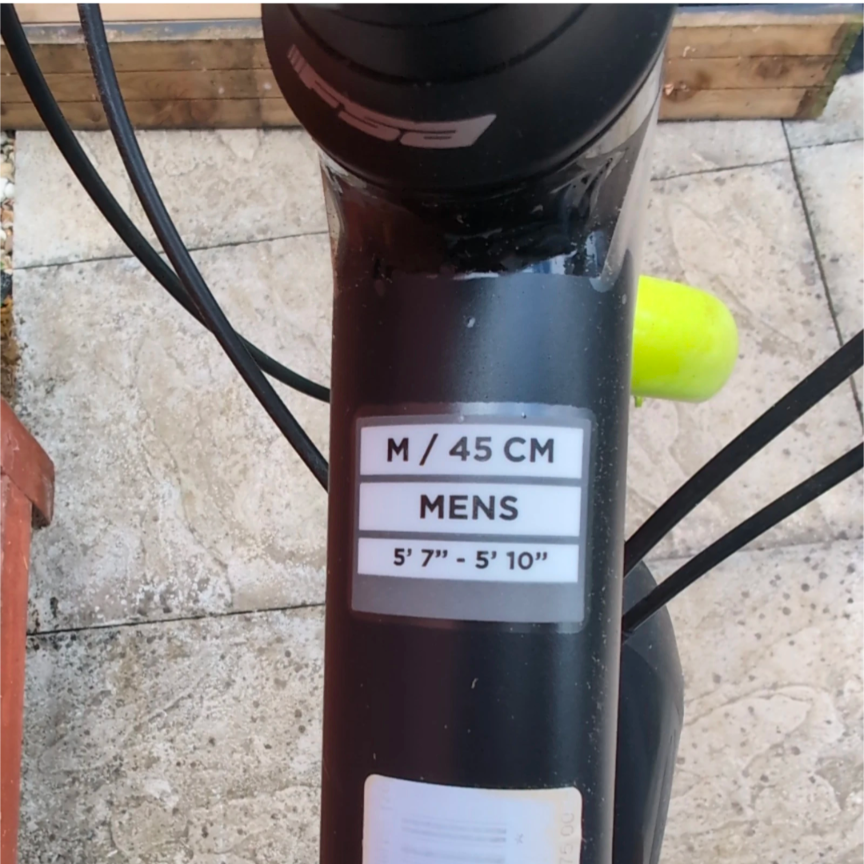 FSA
M / 45 CM
MENS
5' 7" - 5' 10"